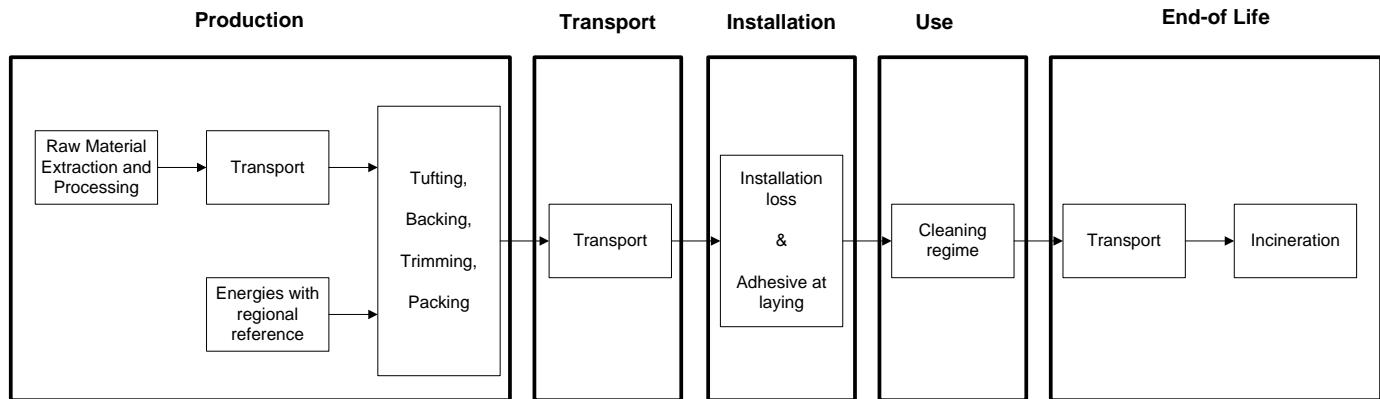 Production
Transport
Installation
Use
End-of Life
Raw Material
Extraction and
Processing
Transport
Energies with
regional
reference
Tufting,
Backing,
Trimming,
Packing
Transport
Installation
loss
&
Adhesive at
laying
Cleaning
regime
Transport
Incineration